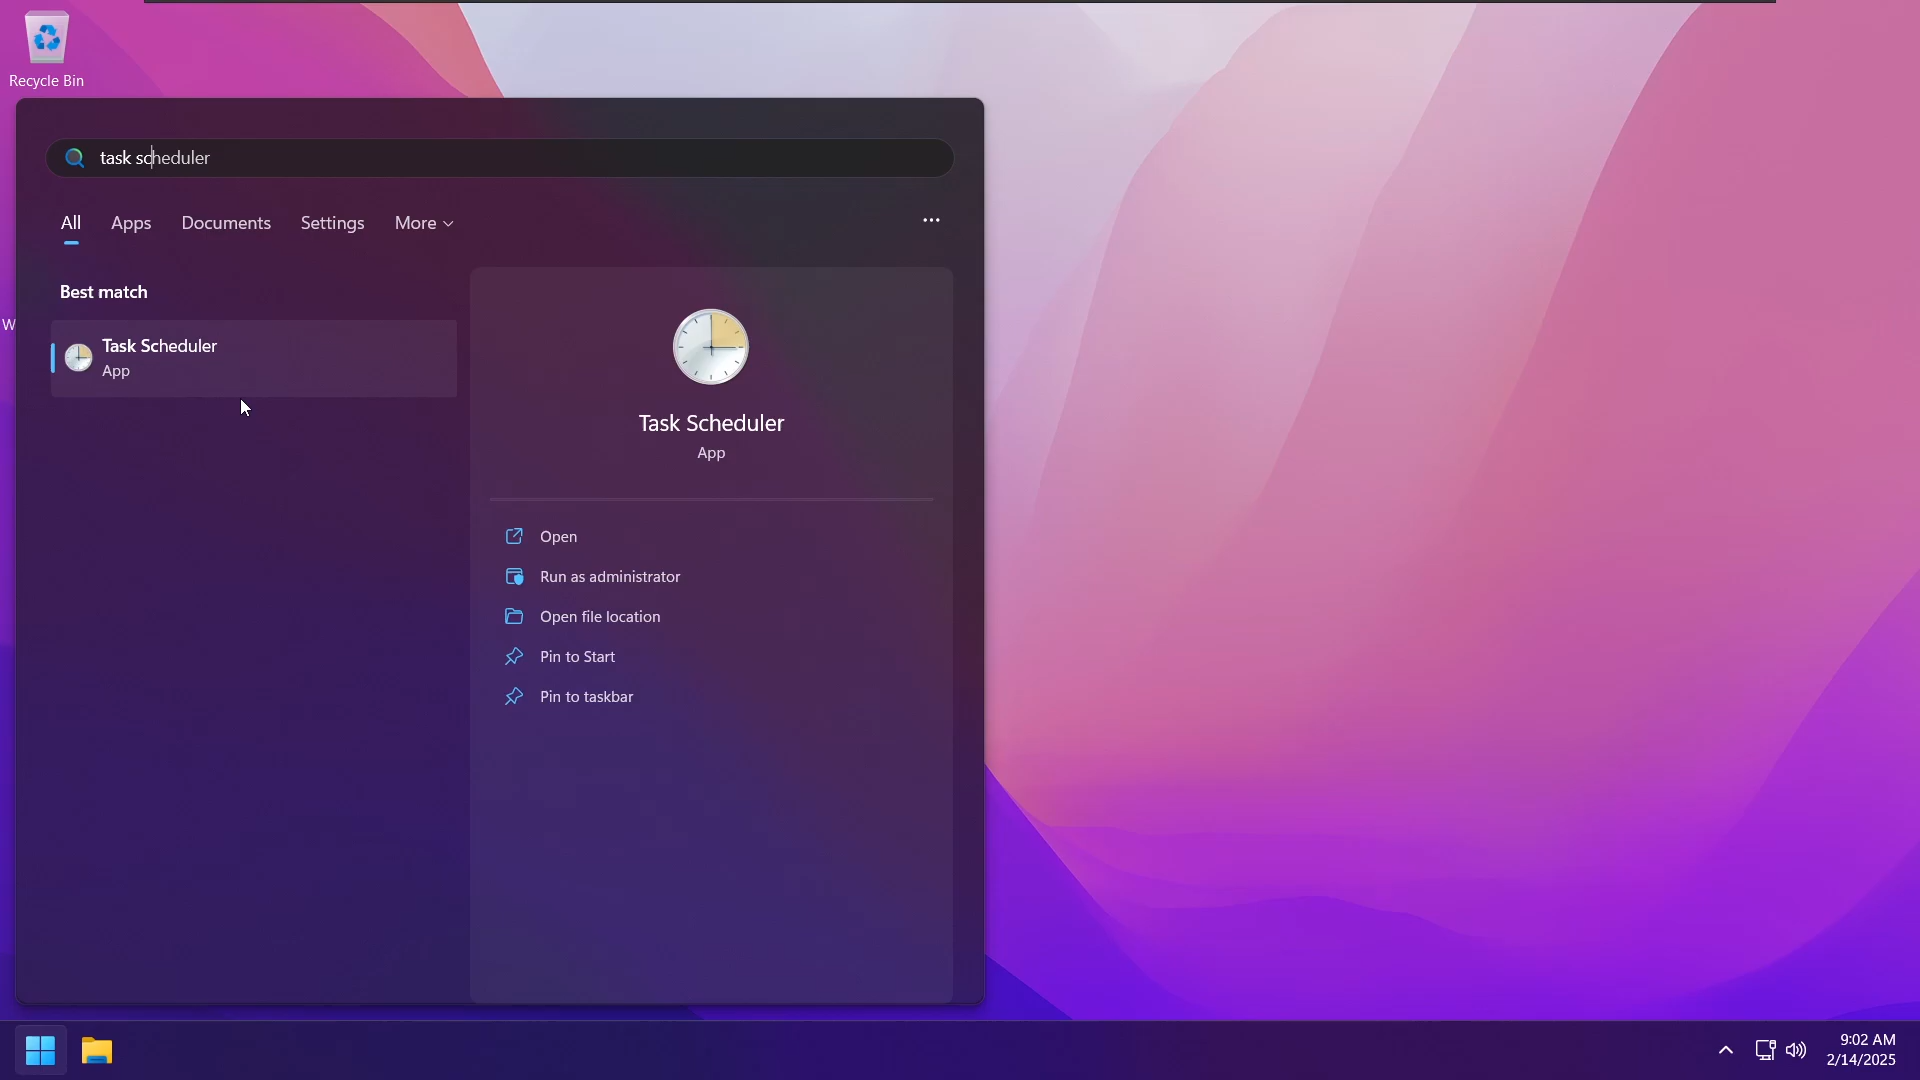 Recycle Bin
task scheduler
All Apps Documents Settings More
Best match
W
Task Scheduler
App
Task Scheduler
App
Open
Run as administrator
Open file location
Pin to Start
Pin to taskbar
9:02 AM
2/14/2025